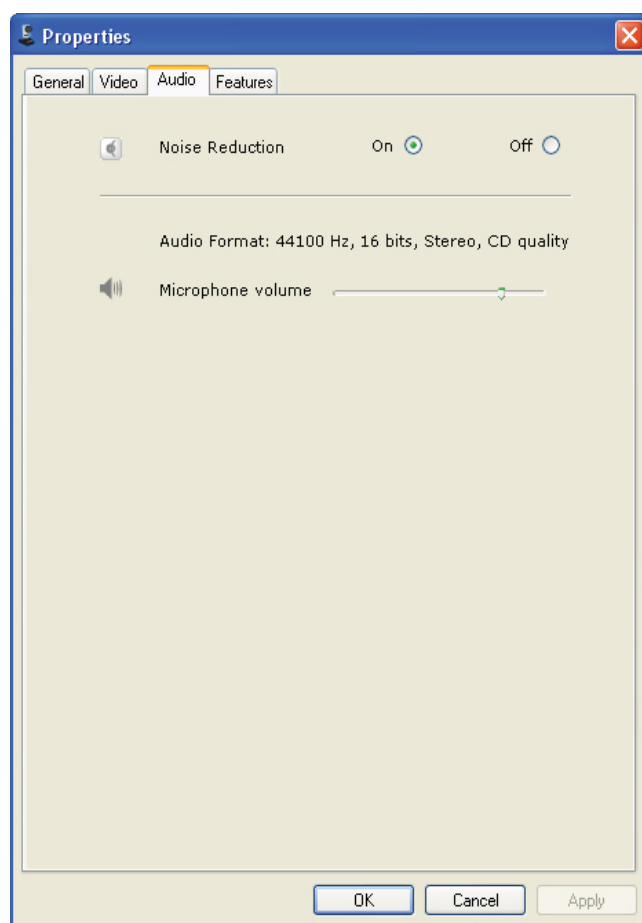 Properties
General Video Audio Features
Noise Reduction On Off
Audio Format: 44100 Hz, 16 bits, Stereo, CD quality
Microphone volume
OK Cancel Apply